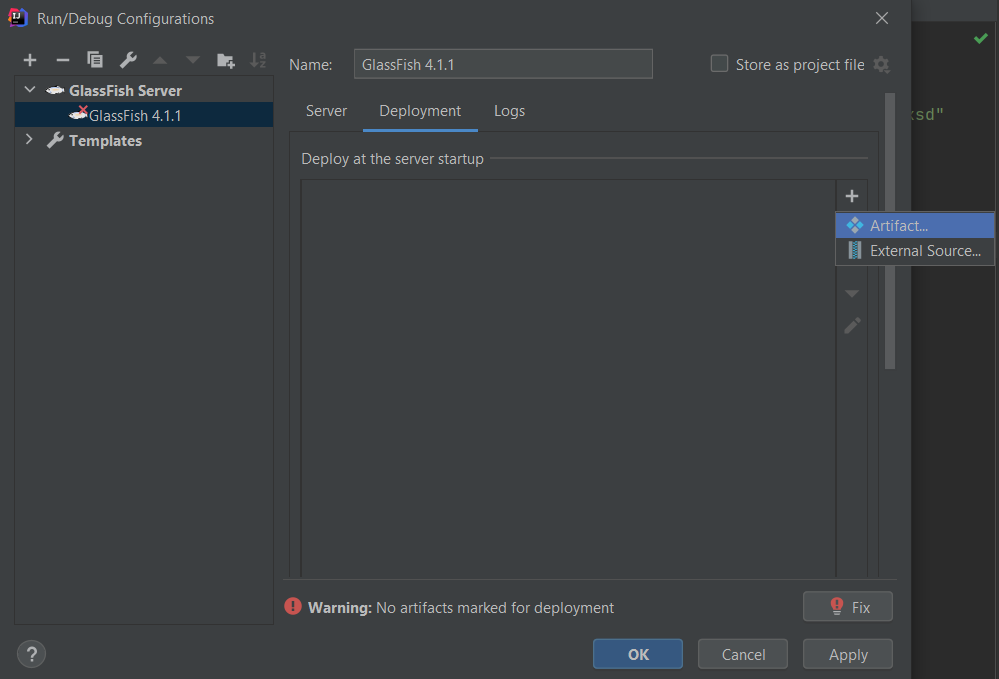 Run/Debug Configurations
Name: GlassFish 4.1.1 Store as project file
GlassFish Server
GlassFish 4.1.1
Templates
Server Deployment Logs
Deploy at the server startup
xsd"
Artifact...
External Source...
Warning: No artifacts marked for deployment Fix
? OK Cancel Apply